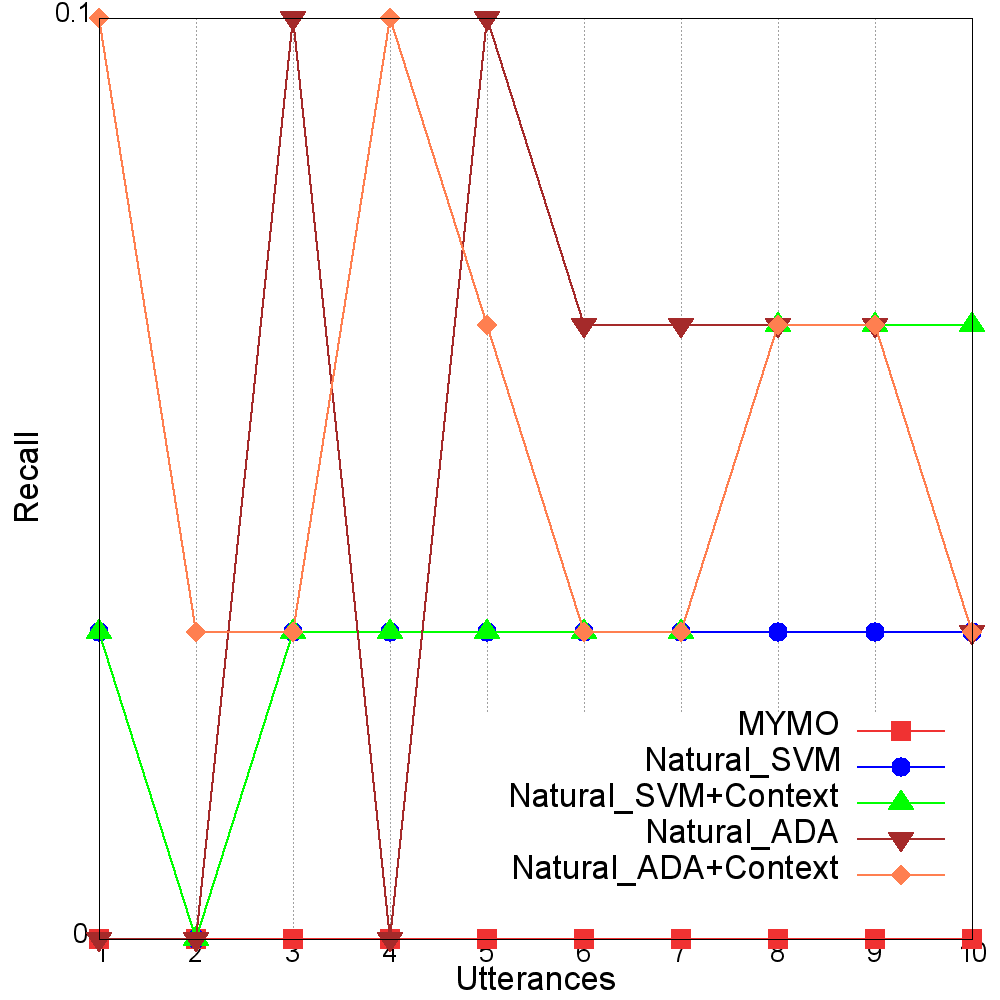 0.1
Recall
MYMO
Natural_SVM
Natural_SVM+Context
Natural_ADA
Natural_ADA+Context
0
1 2 3 4 5 6 7 8 9 10
Utterances